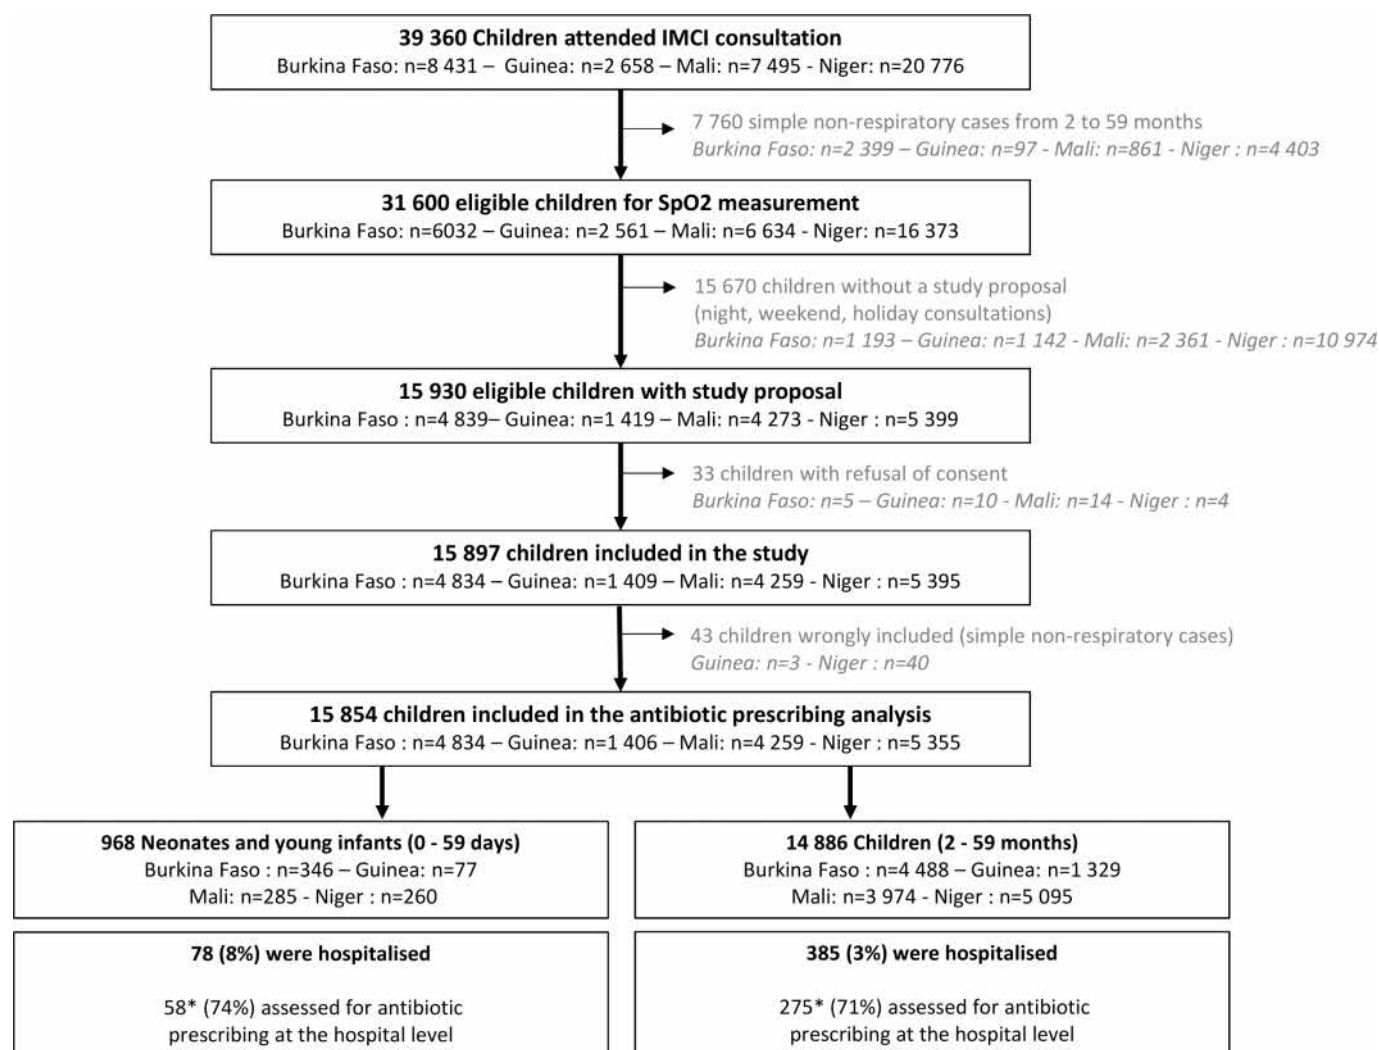 39 360 Children attended IMCI consultation
Burkina Faso: n=8 431 – Guinea: n=2 658 – Mali: n=7 495 - Niger: n=20 776
7 760 simple non-respiratory cases from 2 to 59 months
Burkina Faso: n=2 399 – Guinea: n=97 - Mali: n=861 - Niger : n=4 403
31 600 eligible children for SpO2 measurement
Burkina Faso: n=6032 – Guinea: n=2 561 – Mali: n=6 634 - Niger: n=16 373
15 670 children without a study proposal
(night, weekend, holiday consultations)
Burkina Faso: n=1 193 – Guinea: n=1 142 - Mali: n=2 361 - Niger : n=10 974
15 930 eligible children with study proposal
Burkina Faso : n=4 839– Guinea: n=1 419 – Mali: n=4 273 - Niger : n=5 399
33 children with refusal of consent
Burkina Faso: n=5 – Guinea: n=10 - Mali: n=14 - Niger : n=4
15 897 children included in the study
Burkina Faso : n=4 834 – Guinea: n=1 409 – Mali: n=4 259 - Niger : n=5 395
43 children wrongly included (simple non-respiratory cases)
Guinea: n=3 - Niger : n=40
15 854 children included in the antibiotic prescribing analysis
Burkina Faso : n=4 834 – Guinea: n=1 406 – Mali: n=4 259 - Niger : n=5 355
968 Neonates and young infants (0 - 59 days)
Burkina Faso : n=346 – Guinea: n=77
Mali: n=285 - Niger : n=260
14 886 Children (2 - 59 months)
Burkina Faso : n=4 488 – Guinea: n=1 329
Mali: n=3 974 - Niger : n=5 095
78 (8%) were hospitalised
58* (74%) assessed for antibiotic
prescribing at the hospital level
385 (3%) were hospitalised
275* (71%) assessed for antibiotic
prescribing at the hospital level